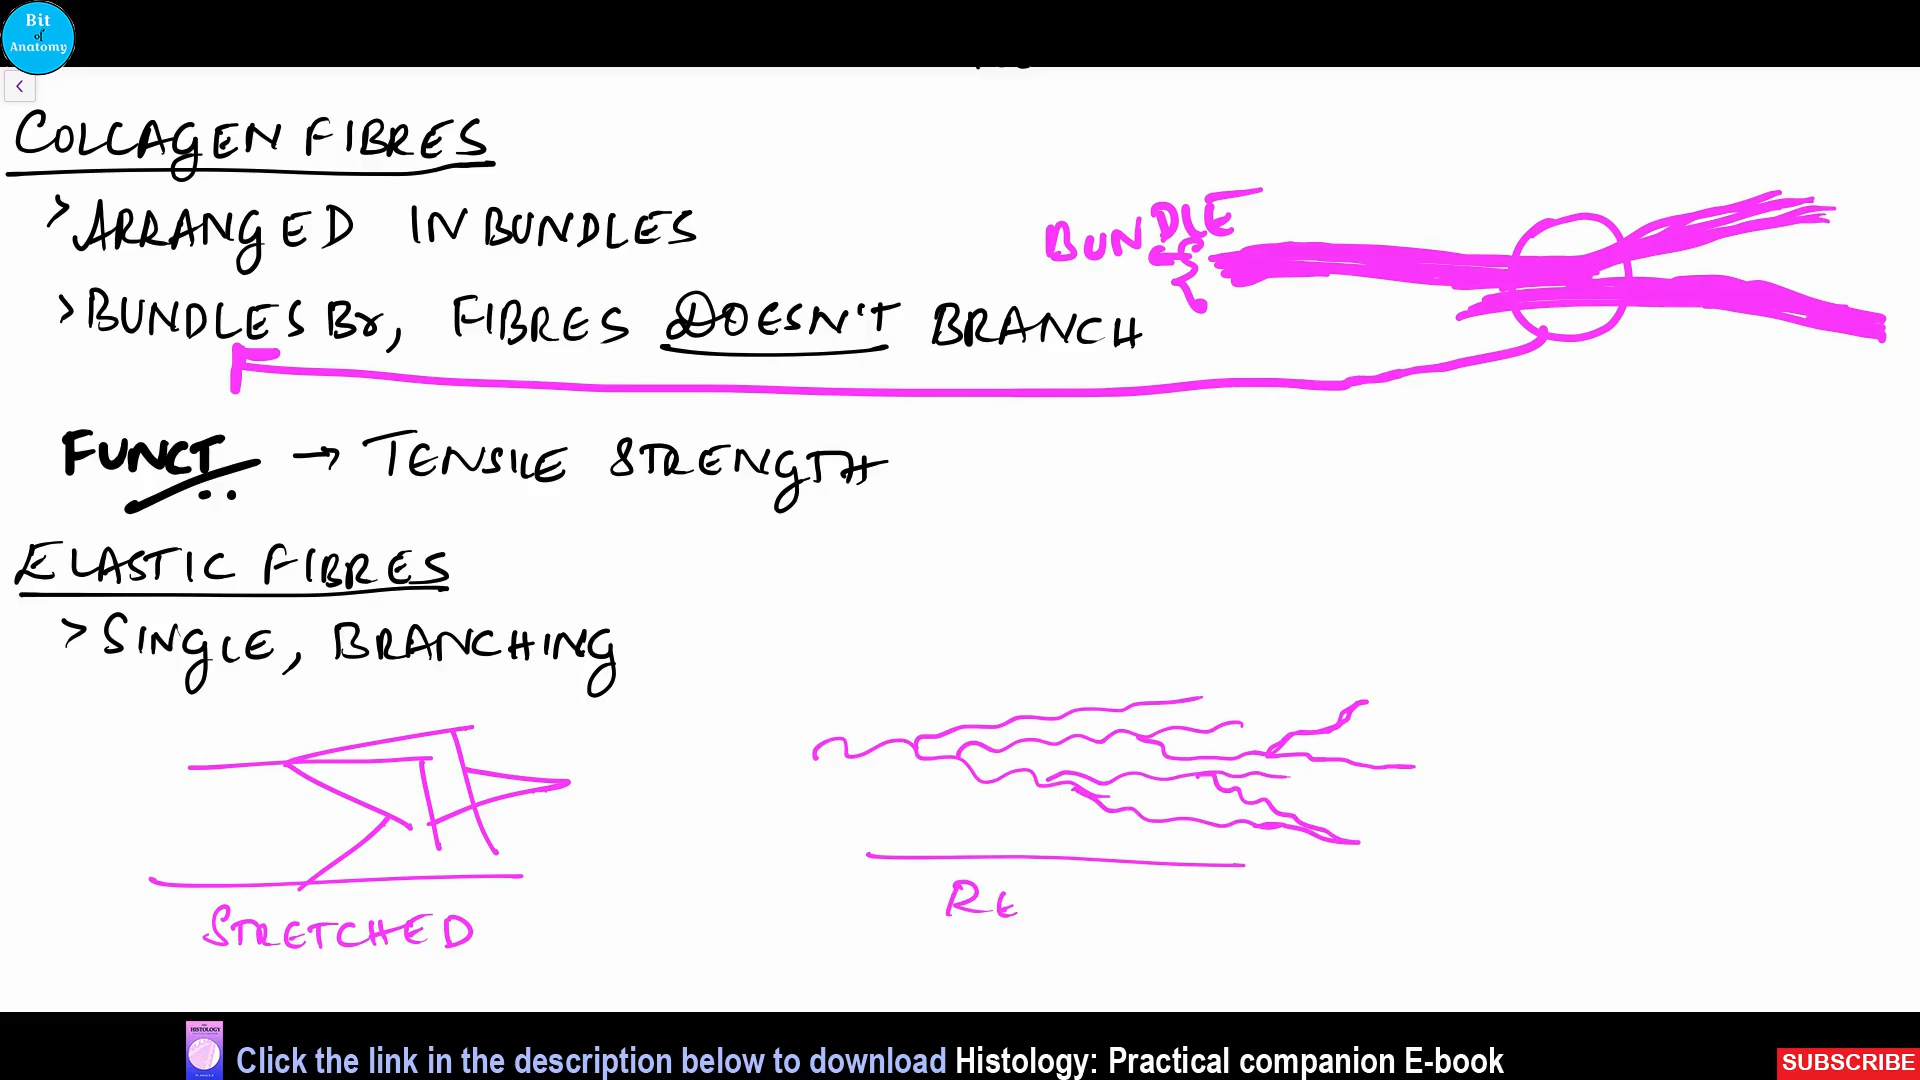 Bit
of
Anatomy
COLLAGEN FIBRES
> ARRANGED IN BUNDLES
BUNDLE
> BUNDLES Br, FIBRES DOESN'T BRANCH
FUNCT → TENSILE STRENGTH
ELASTIC FIBRES
> SINGLE, BRANCHING
STRETCHED
RE
HISTOLOGY
Click the link in the description below to download Histology: Practical companion E-book
SUBSCRIBE